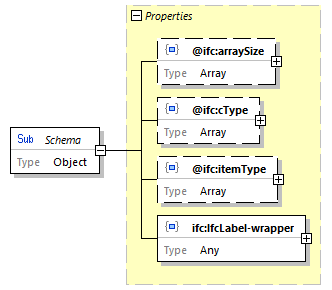 Properties
{} @ifc:arraySize
Type Array
{} @ifc:cType
Type Array
Sub Schema
Type Object
{} @ifc:itemType
Type Array
{} ifc:IfcLabel-wrapper
Type Any